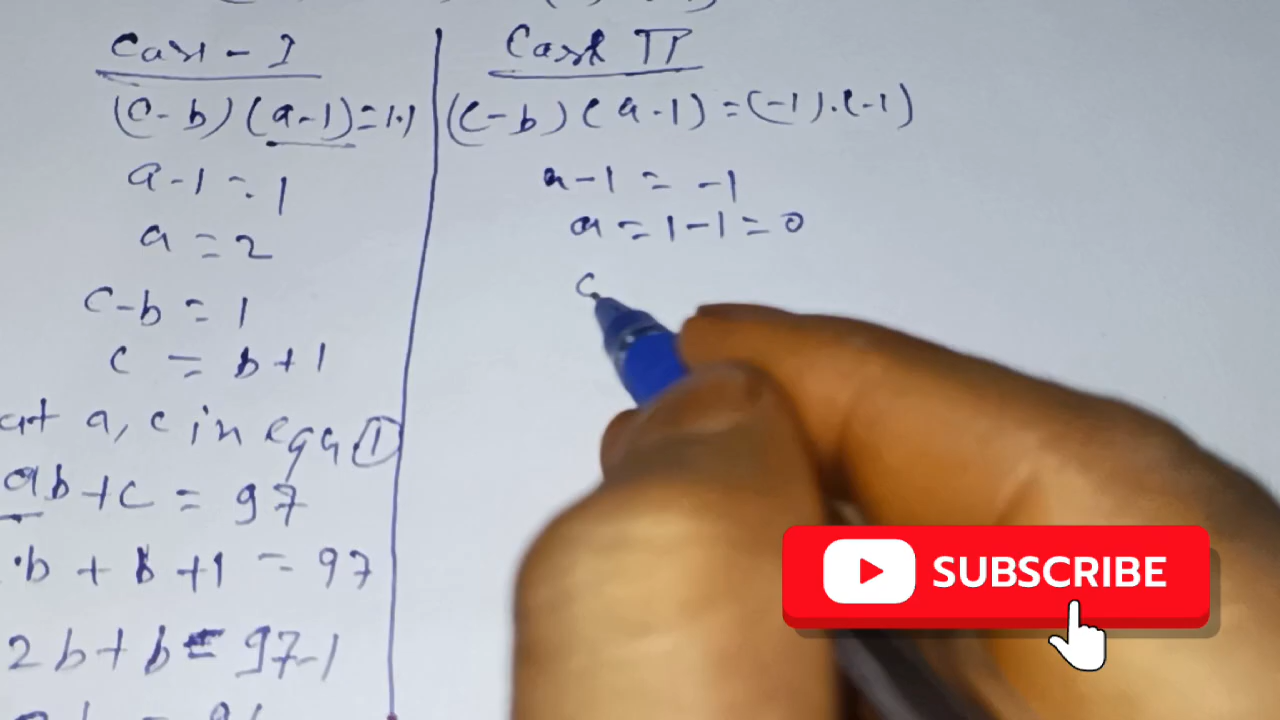 Case - I
(c-b)(a-1)=1.1
a-1=1
a=2
c-b=1
c=b+1
a, c in eqn ①
ab+c=97
.b+b+1=97
2b+b=97-1
Case II
(c-b)(a-1)=(-1).(-1)
a-1=-1
a=1-1=0
c
SUBSCRIBE